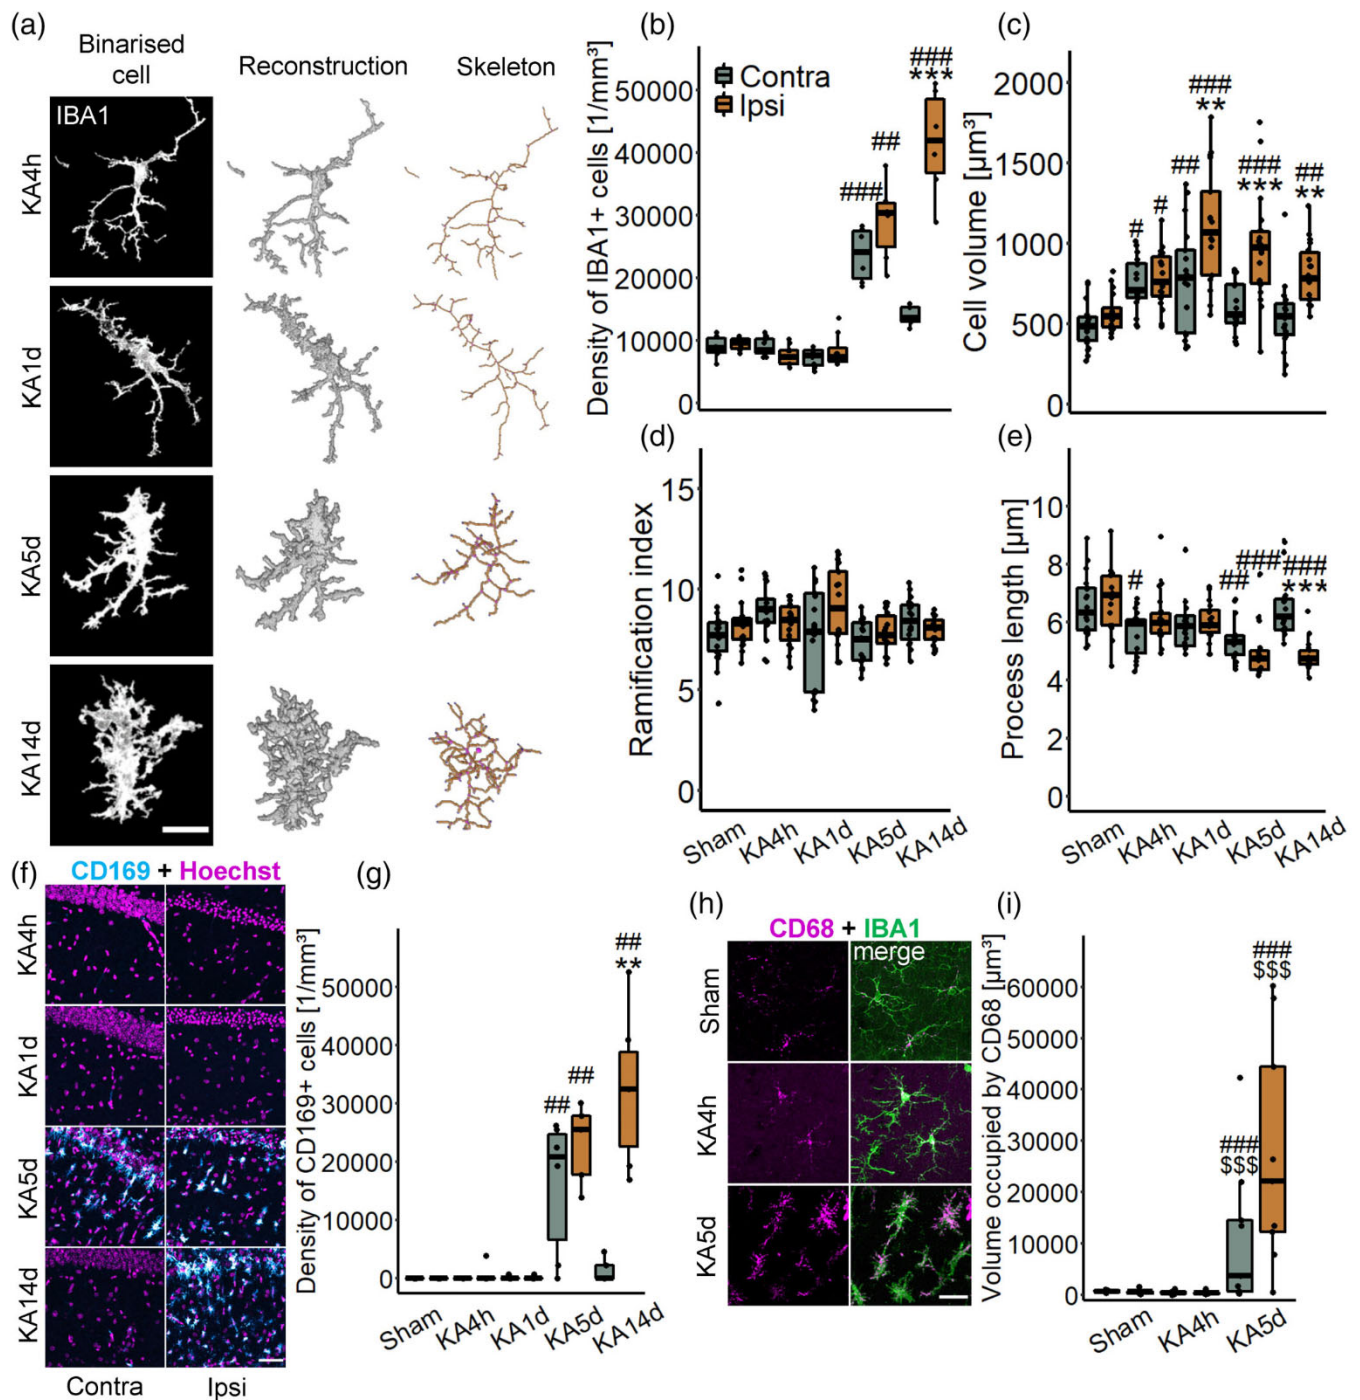 (a)
Binarised
cell
Reconstruction
Skeleton
IBA1
KA4h
KA1d
KA5d
KA14d
(b)
Density of IBA1+ cells [1/mm³]
50000
40000
30000
20000
10000
0
Contra
Ipsi
###
##
###
***
(c)
Cell volume [µm³]
2000
1500
1000
500
0
#
#
##
###
**
###
***
##
**
(d)
Ramification index
15
10
5
0
Sham
KA4h
KA1d
KA5d
KA14d
(e)
Process length [µm]
10
8
6
4
2
0
#
##
###
###
***
Sham
KA4h
KA1d
KA5d
KA14d
(f)
CD169 + Hoechst
KA4h
KA1d
KA5d
KA14d
Contra
Ipsi
(g)
Density of CD169+ cells [1/mm³]
50000
40000
30000
20000
10000
0
##
##
##
**
Sham
KA4h
KA1d
KA5d
KA14d
(h)
CD68 + IBA1
merge
Sham
KA4h
KA5d
(i)
Volume occupied by CD68 [µm³]
60000
50000
40000
30000
20000
10000
0
###
$$$
###
$$$
Sham
KA4h
KA5d